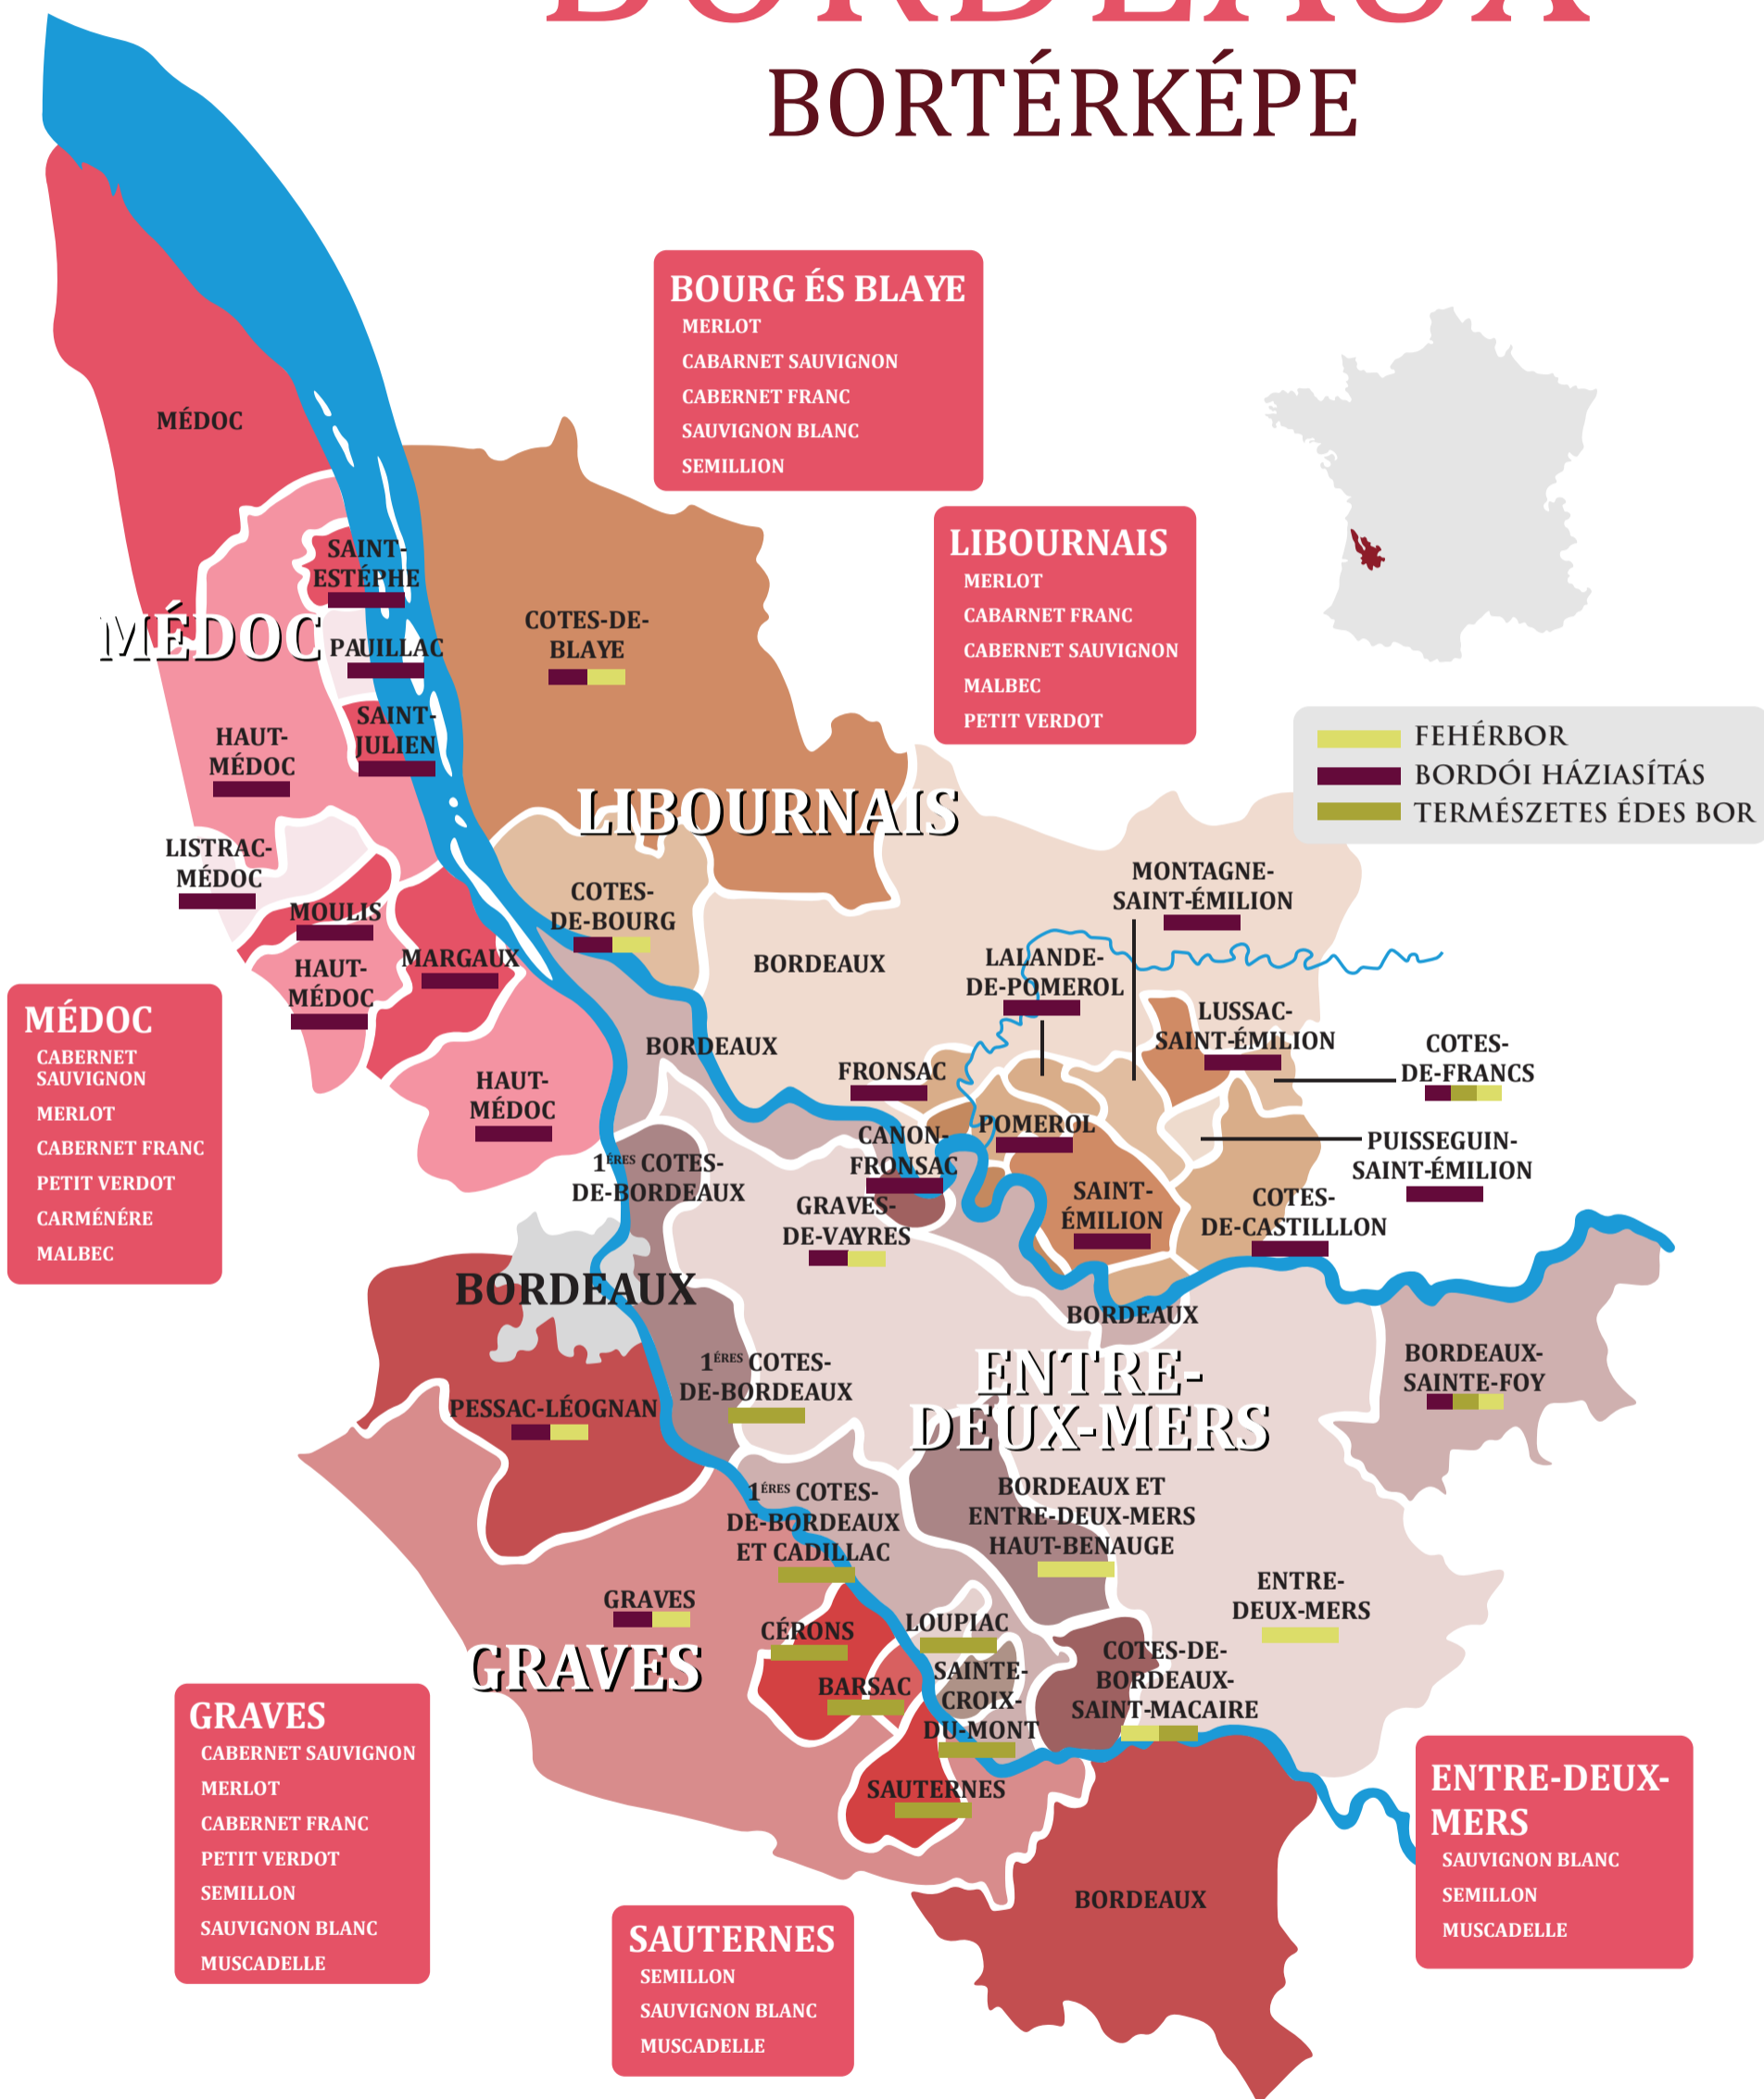 BORDEAUX
BORTÉRKÉPE
BOURG ÉS BLAYE
MERLOT
CABARNET SAUVIGNON
CABERNET FRANC
SAUVIGNON BLANC
SEMILLION
LIBOURNAIS
MERLOT
CABARNET FRANC
CABERNET SAUVIGNON
MALBEC
PETIT VERDOT
FEHÉRBOR
BORDÓI HÁZIASÍTÁS
TERMÉSZETES ÉDES BOR
MÉDOC
SAINT-
ESTÉPHE
MÉDOC
PAUILLAC
COTES-DE-
BLAYE
SAINT-
JULIEN
HAUT-
MÉDOC
LIBOURNAIS
LISTRAC-
MÉDOC
MOULIS
COTES-
DE-BOURG
MONTAGNE-
SAINT-ÉMILION
MARGAUX
HAUT-
MÉDOC
BORDEAUX
LALANDE-
DE-POMEROL
LUSSAC-
SAINT-ÉMILION
BORDEAUX
FRONSAC
COTES-
DE-FRANCS
HAUT-
MÉDOC
POMEROL
CANON-
FRONSAC
PUISSEGUIN-
SAINT-ÉMILION
1ÉRES COTES-
DE-BORDEAUX
GRAVES-
DE-VAYRES
SAINT-
ÉMILION
COTES-
DE-CASTILLLON
MÉDOC
CABERNET
SAUVIGNON
MERLOT
CABERNET FRANC
PETIT VERDOT
CARMÉNÉRE
MALBEC
BORDEAUX
BORDEAUX
1ÉRES COTES-
DE-BORDEAUX
ENTRE-
DEUX-MERS
BORDEAUX-
SAINTE-FOY
PESSAC-LÉOGNAN
1ÉRES COTES-
DE-BORDEAUX
ET CADILLAC
BORDEAUX ET
ENTRE-DEUX-MERS
HAUT-BENAUGE
ENTRE-
DEUX-MERS
GRAVES
GRAVES
CÉRONS
LOUPIAC
BARSAC
SAINTE-
CROIX-
DU-MONT
COTES-DE-
BORDEAUX-
SAINT-MACAIRE
SAUTERNES
BORDEAUX
GRAVES
CABERNET SAUVIGNON
MERLOT
CABERNET FRANC
PETIT VERDOT
SEMILLON
SAUVIGNON BLANC
MUSCADELLE
SAUTERNES
SEMILLON
SAUVIGNON BLANC
MUSCADELLE
ENTRE-DEUX-
MERS
SAUVIGNON BLANC
SEMILLON
MUSCADELLE